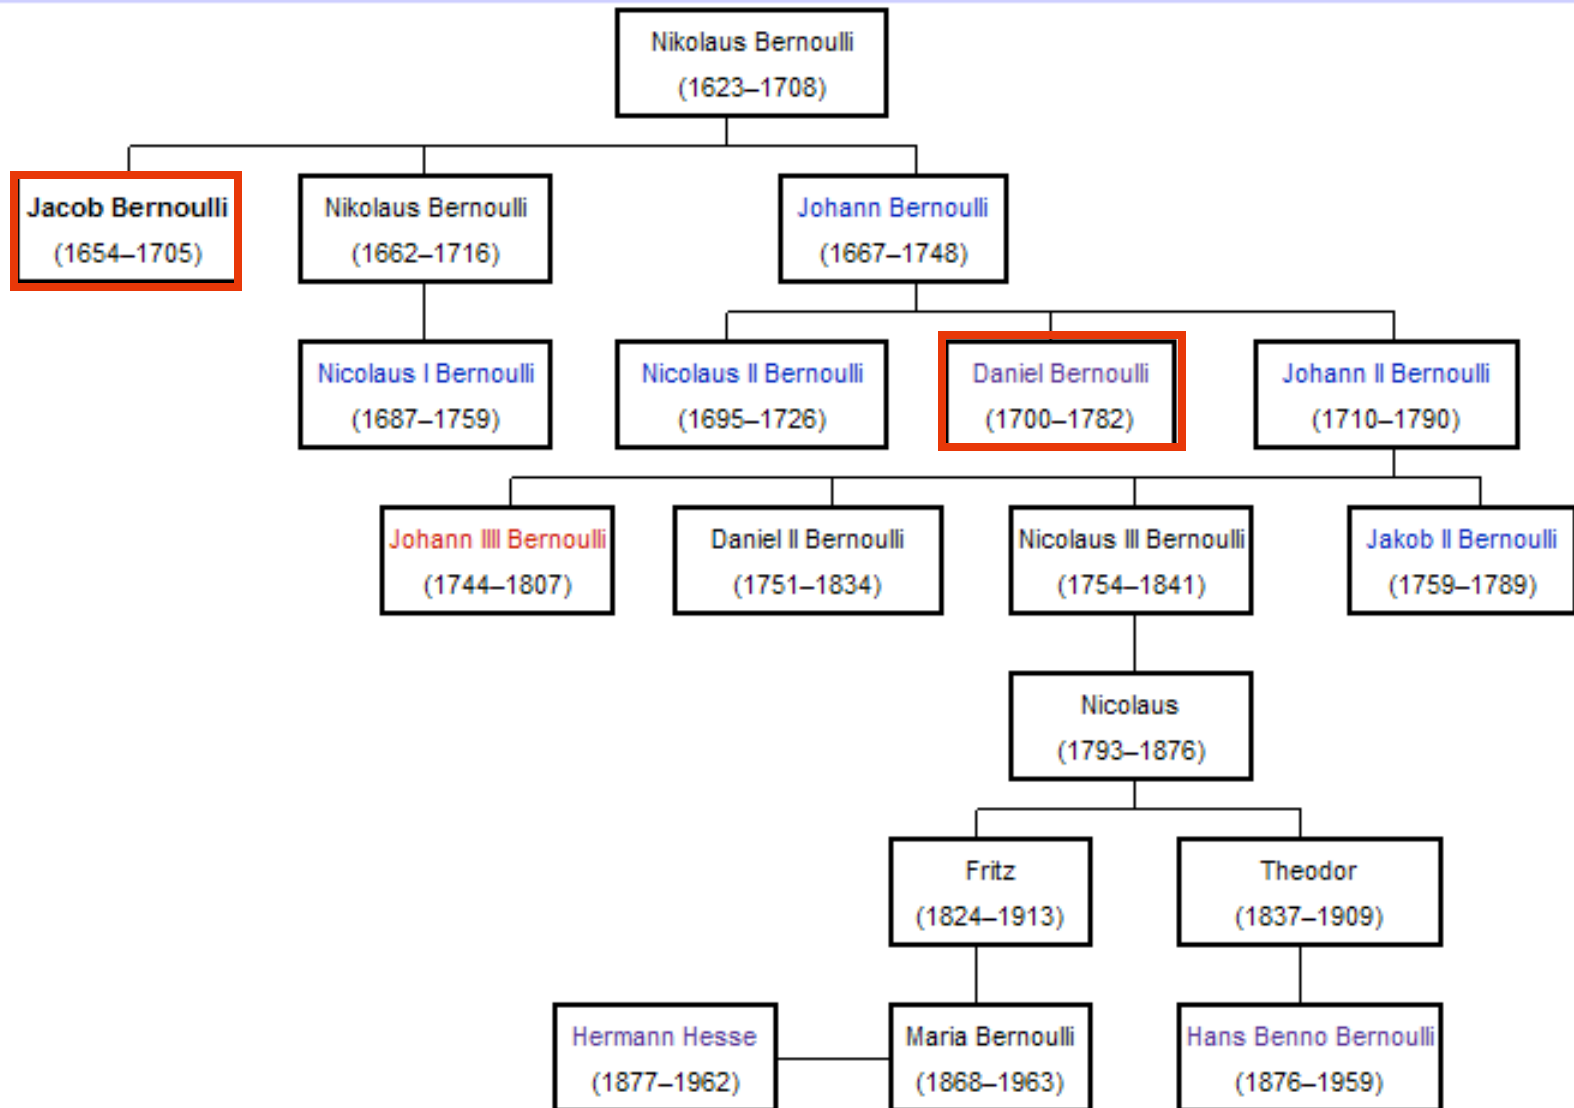 Nikolaus Bernoulli
(1623–1708)
Jacob Bernoulli
(1654–1705)
Nikolaus Bernoulli
(1662–1716)
Johann Bernoulli
(1667–1748)
Nicolaus I Bernoulli
(1687–1759)
Nicolaus II Bernoulli
(1695–1726)
Daniel Bernoulli
(1700–1782)
Johann II Bernoulli
(1710–1790)
Johann IIII Bernoulli
(1744–1807)
Daniel II Bernoulli
(1751–1834)
Nicolaus III Bernoulli
(1754–1841)
Jakob II Bernoulli
(1759–1789)
Nicolaus
(1793–1876)
Fritz
(1824–1913)
Theodor
(1837–1909)
Hermann Hesse
(1877–1962)
Maria Bernoulli
(1868–1963)
Hans Benno Bernoulli
(1876–1959)